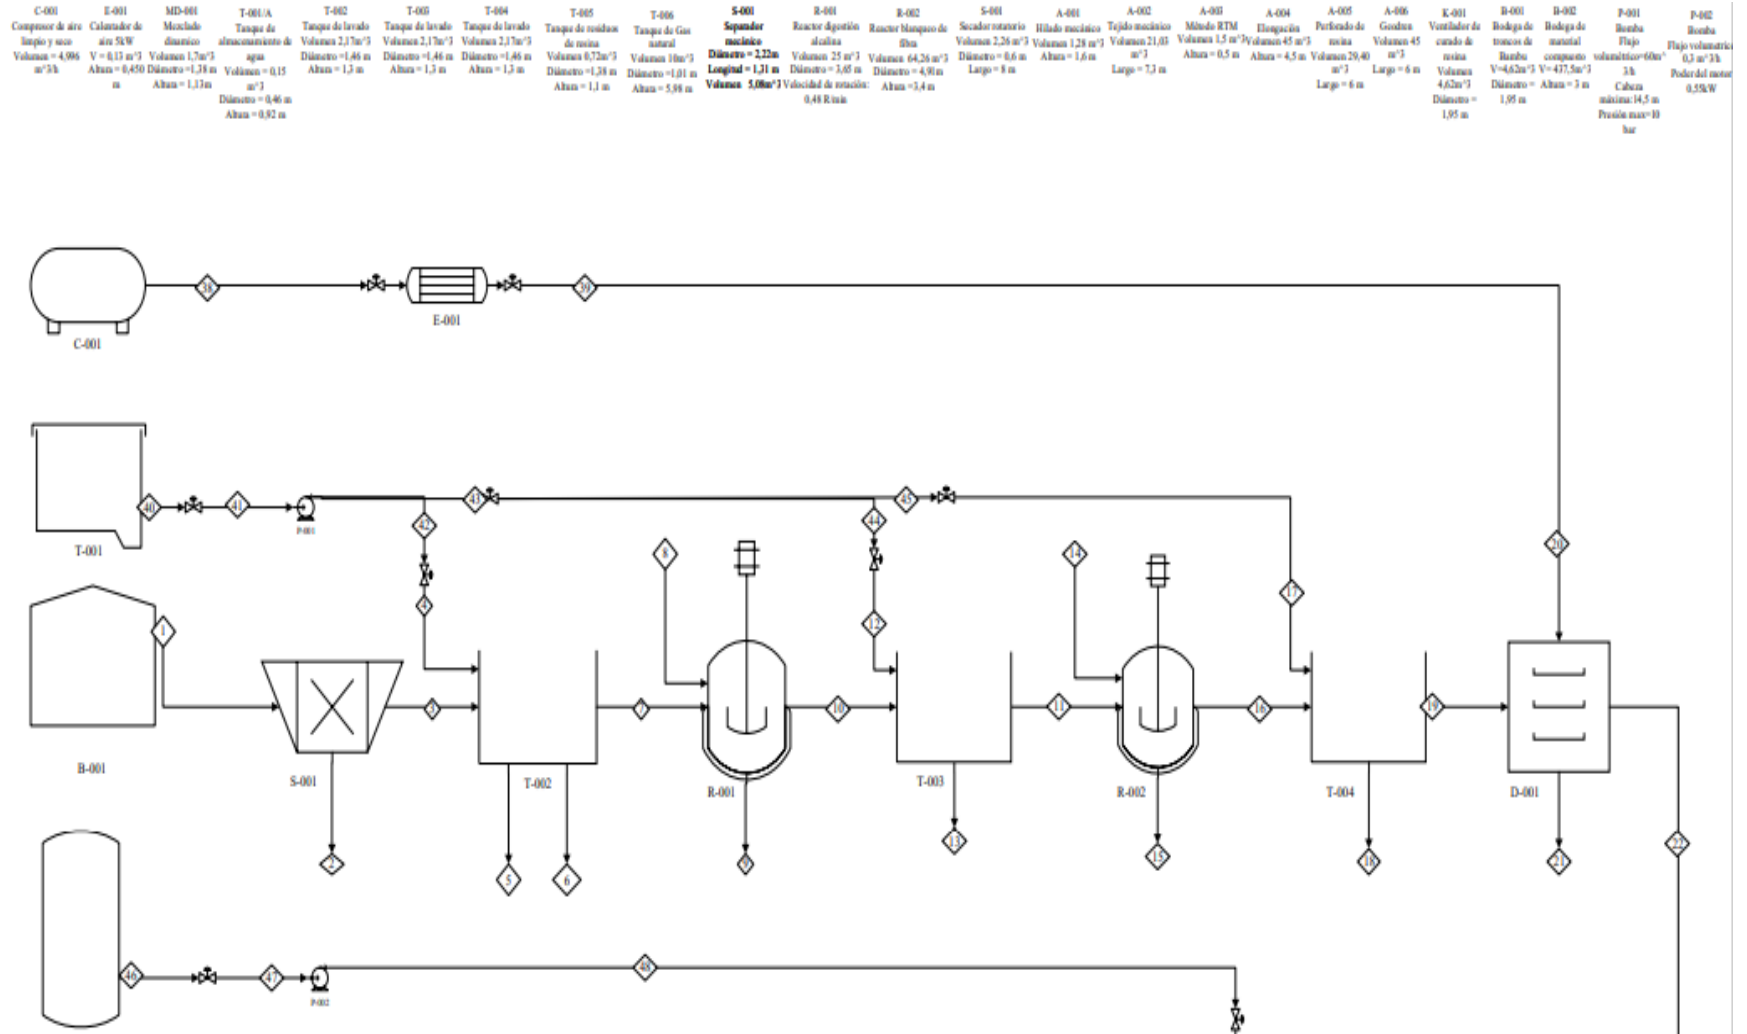 C-001
Compresor de aire
limpio y seco
Volumen = 4,996
m^3/h
E-001
Calentador de
aire 5kW
V = 0,13 m^3
Altura = 0,450
m
MD-001
Mezclado
dinamico
Volumen 1,7m^3
Diámetro =1,38 m
Altura = 1,13m
T-001/A
Tanque de
almacenamiento de
agua
Volúmen = 0,15
m^3
Diámetro = 0,46 m
Altura = 0,92 m
T-002
Tanque de lavado
Volumen 2,17m^3
Diámetro =1,46 m
Altura = 1,3 m
T-003
Tanque de lavado
Volumen 2,17m^3
Diámetro =1,46 m
Altura = 1,3 m
T-004
Tanque de lavado
Volumen 2,17m^3
Diámetro =1,46 m
Altura = 1,3 m
T-005
Tanque de residuos
de resina
Volumen 0,72m^3
Diámetro =1,38 m
Altura = 1,1 m
T-006
Tanque de Gas
natural
Volumen 10m^3
Diámetro =1,01 m
Altura = 5,98 m
S-001
Separador
mecánico
Diámetro = 2,22m
Longitud = 1,31 m
Volumen 5,08m^3
R-001
Reactor digestión
alcalina
Volumen 25 m^3
Diámetro = 3,65 m
Velocidad de rotación:
0,48 R/min
R-002
Reactor blanqueo de
fibra
Volumen 64,26 m^3
Diámetro = 4,91m
Altura =3,4 m
S-001
Secador rotatorio
Volumen 2,26 m^3
Diámetro = 0,6 m
Largo = 8 m
A-001
Hilado mecánico
Volumen 1,28 m^3
Altura = 1,6 m
A-002
Tejido mecánico
Volumen 21,03
m^3
Largo = 7,3 m
A-003
Método RTM
Volumen 1,5 m^3
Altura = 0,5 m
A-004
Elongación
Volumen 45 m^3
Altura = 4,5 m
A-005
Perforado de
resina
Volumen 29,40
m^3
Largo = 6 m
A-006
Geodren
Volumen 45
m^3
Largo = 6 m
K-001
Ventilador de
curado de
resina
Volumen
4,62m^3
Diámetro =
1,95 m
B-001
Bodega de
troncos de
Bambu
V=4,62m^3
Diámetro =
1,95 m
B-002
Bodega de
material
compuesto
V= 437,5m^3
Altura = 3 m
P-001
Bomba
Flujo
volumétrico=60m^
3/h
Cabeza
máxima:14,5 m
Presión max=10
bar
P-002
Bomba
Flujo volumetrico
0,3 m^3/h
Poder del motor
0,55kW
38
39
E-001
C-001
40
41
P-001
43
45
42
44
T-001
8
14
20
4
12
17
1
3
7
10
11
16
19
B-001
S-001
T-002
R-001
T-003
R-002
T-004
D-001
2
5
6
9
13
15
18
21
22
46
47
P-002
48